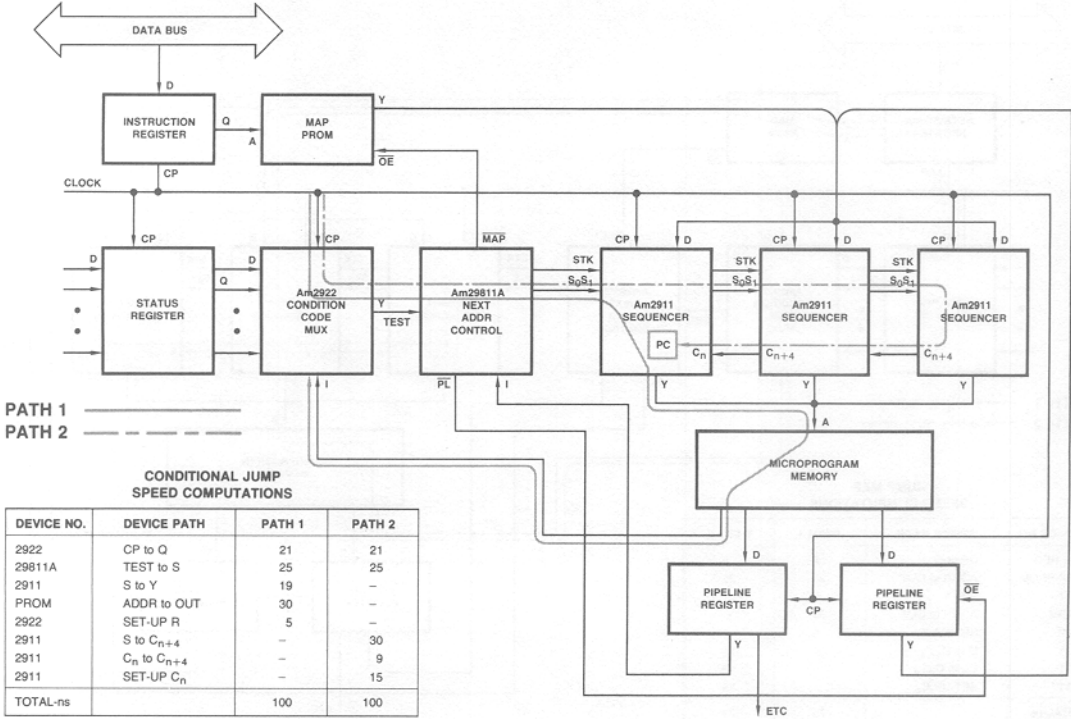 DATA BUS
D
INSTRUCTION
REGISTER
Q
A
MAP
PROM
Y
OE
CP
CLOCK
CP
CP
MAP
CP
D
CP
D
CP
D
D
Q
STATUS
REGISTER
D
Am2922
CONDITION
CODE
MUX
Y
TEST
Am29811A
NEXT
ADDR
CONTROL
STK
S0S1
Am2911
SEQUENCER
PC
Cn
STK
S0S1
Am2911
SEQUENCER
Cn+4
STK
S0S1
Am2911
SEQUENCER
Cn+4
I
PL
I
Y
Y
Y
A
PATH 1
PATH 2
MICROPROGRAM
MEMORY
D
D
PIPELINE
REGISTER
CP
PIPELINE
REGISTER
OE
Y
Y
ETC
CONDITIONAL JUMP
SPEED COMPUTATIONS
DEVICE NO. DEVICE PATH PATH 1 PATH 2
2922 CP to Q 21 21
29811A TEST to S 25 25
2911 S to Y 19 –
PROM ADDR to OUT 30 –
2922 SET-UP R 5 –
2911 S to Cn+4 – 30
2911 Cn to Cn+4 – 9
2911 SET-UP Cn – 15
TOTAL-ns 100 100